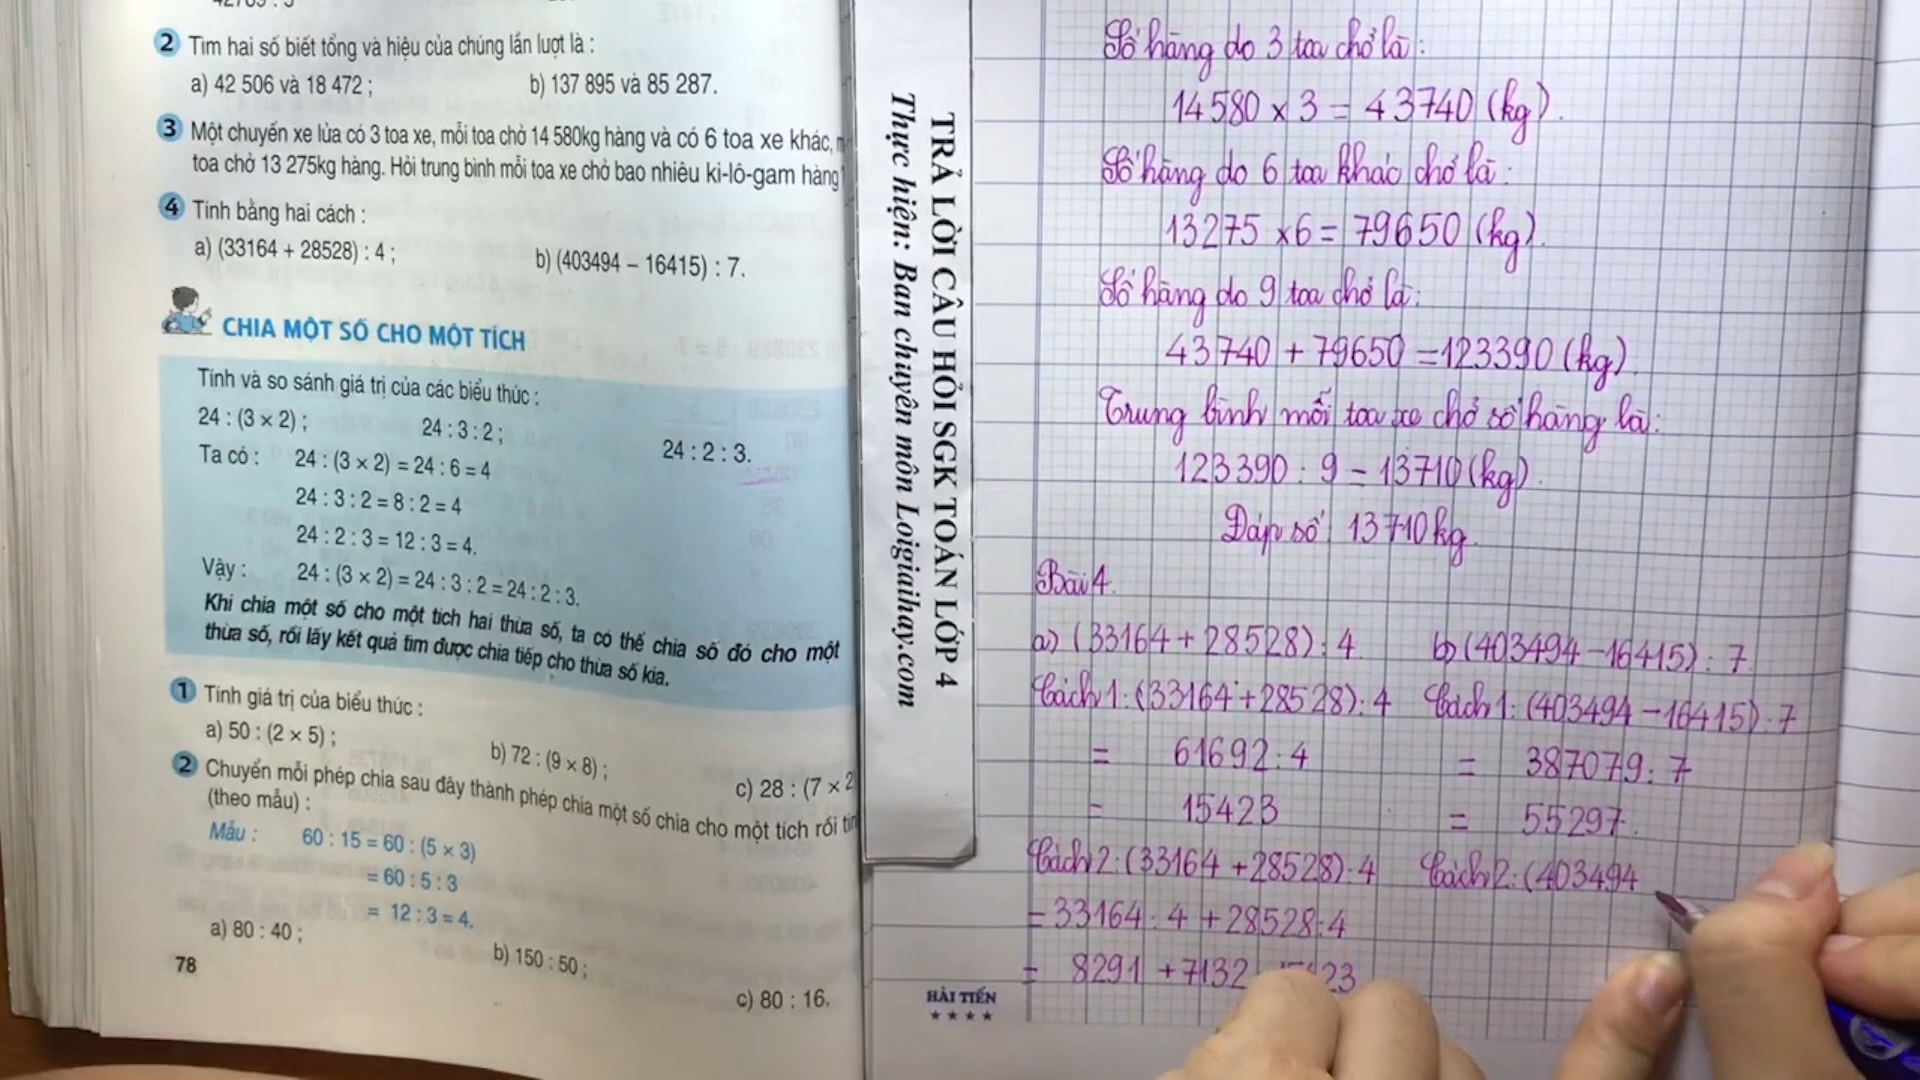 2 Tìm hai số biết tổng và hiệu của chúng lần lượt là :
a) 42 506 và 18 472 ; b) 137 895 và 85 287.
3 Một chuyến xe lửa có 3 toa xe, mỗi toa chở 14 580kg hàng và có 6 toa xe khác,
toa chở 13 275kg hàng. Hỏi trung bình mỗi toa xe chở bao nhiêu ki-lô-gam hàng
4 Tính bằng hai cách :
a) (33164 + 28528) : 4 ; b) (403494 – 16415) : 7.
CHIA MỘT SỐ CHO MỘT TÍCH
Tính và so sánh giá trị của các biểu thức :
24 : (3 × 2) ; 24 : 3 : 2 ; 24 : 2 : 3.
Ta có : 24 : (3 × 2) = 24 : 6 = 4
24 : 3 : 2 = 8 : 2 = 4
24 : 2 : 3 = 12 : 3 = 4.
Vậy : 24 : (3 × 2) = 24 : 3 : 2 = 24 : 2 : 3.
Khi chia một số cho một tích hai thừa số, ta có thể chia số đó cho một
thừa số, rồi lấy kết quả tìm được chia tiếp cho thừa số kia.
1 Tính giá trị của biểu thức :
a) 50 : (2 × 5) ; b) 72 : (9 × 8) ; c) 28 : (7 × 2
2 Chuyển mỗi phép chia sau đây thành phép chia một số chia cho một tích rồi
(theo mẫu) :
Mẫu : 60 : 15 = 60 : (5 × 3)
= 60 : 5 : 3
= 12 : 3 = 4.
a) 80 : 40 ; b) 150 : 50 ; c) 80 : 16.
78
TRẢ LỜI CÂU HỎI SGK TOÁN LỚP 4
Thực hiện: Ban chuyên môn Loigiaihay.com
HẢI TIẾN
Số hàng do 3 toa chở là:
14580 × 3 = 43740 (kg).
Số hàng do 6 toa khác chở là:
13275 × 6 = 79650 (kg).
Số hàng do 9 toa chở là:
43740 + 79650 = 123390 (kg).
Trung bình mỗi toa xe chở số hàng là:
123390 : 9 = 13710 (kg).
Đáp số: 13710 kg.
Bài 4.
a) (33164 + 28528) : 4 b) (403494 – 16415) : 7
Cách 1: (33164 + 28528) : 4 Cách 1: (403494 – 16415) : 7
= 61692 : 4 = 387079 : 7
= 15423 = 55297.
Cách 2: (33164 + 28528) : 4 Cách 2: (403494
= 33164 : 4 + 28528 : 4
= 8291 + 7132